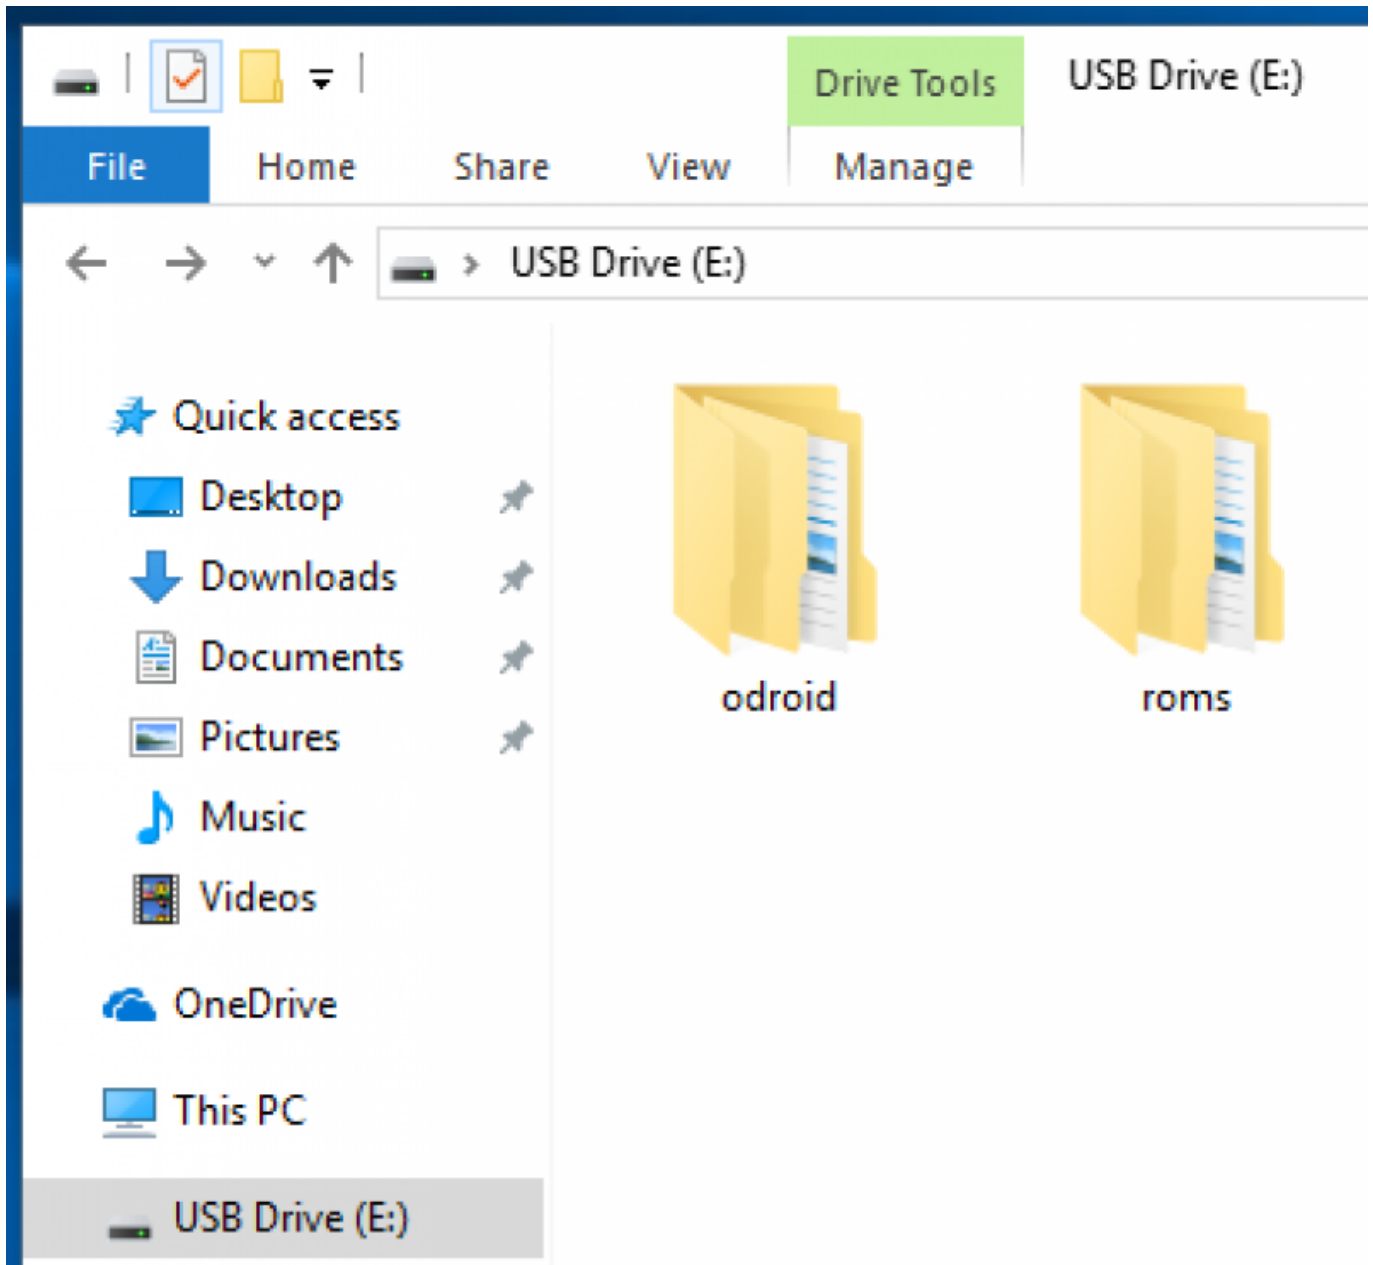 Drive Tools USB Drive (E:)
File Home Share View Manage
USB Drive (E:)
Quick access
Desktop
Downloads
Documents
Pictures
Music
Videos
OneDrive
This PC
USB Drive (E:)
odroid roms